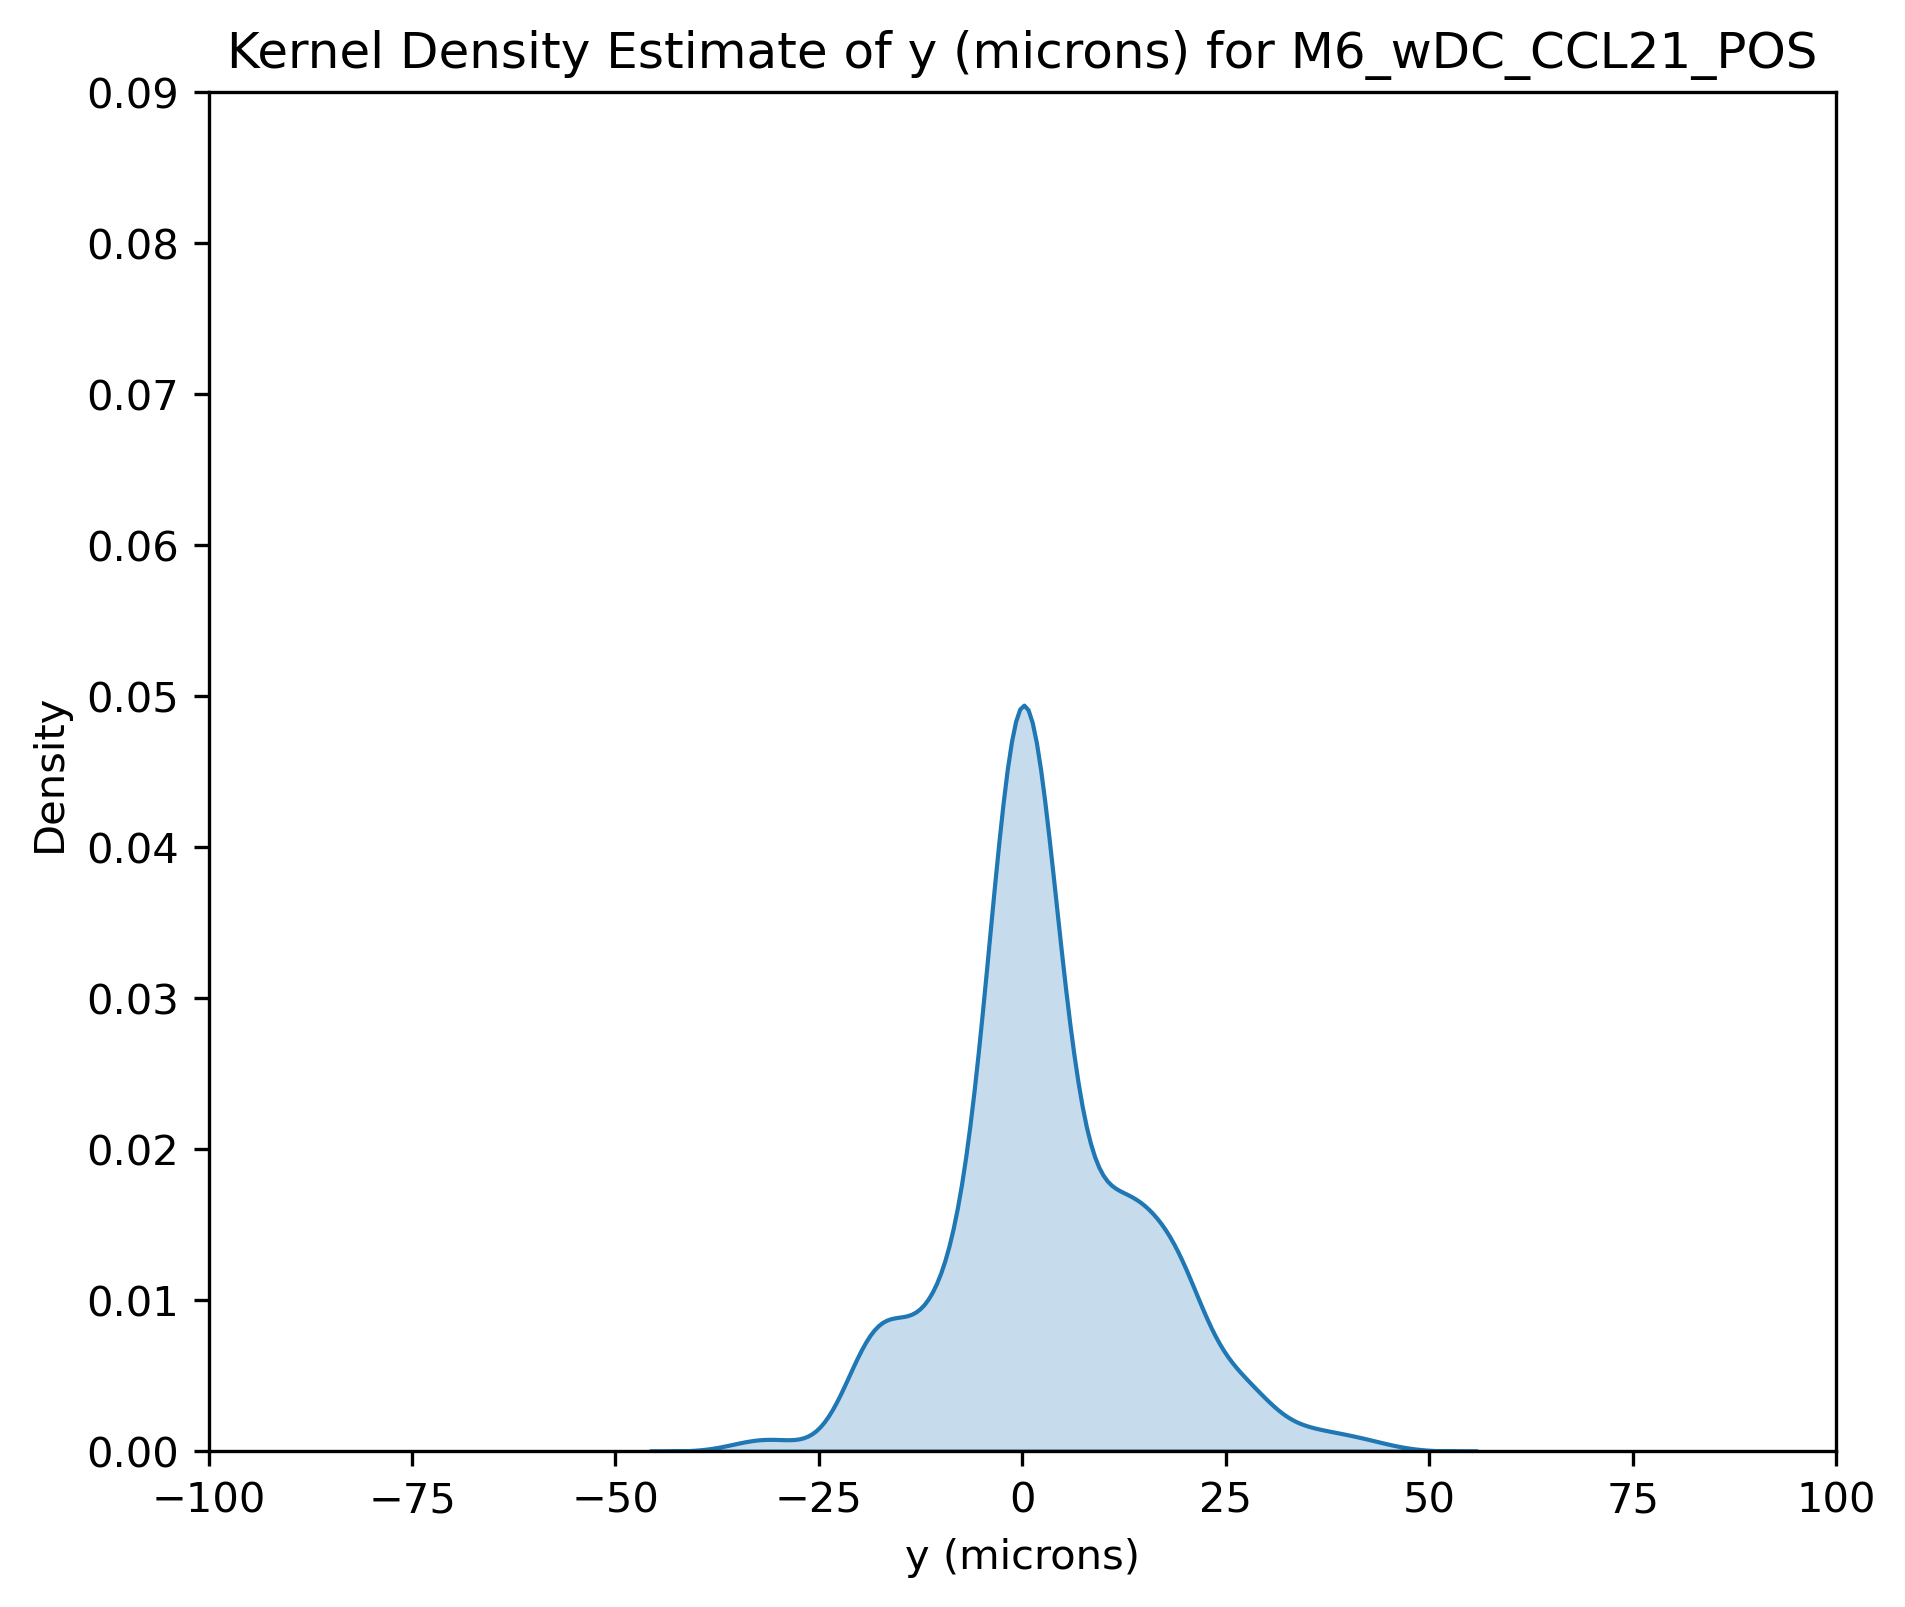 Kernel Density Estimate of y (microns) for M6_wDC_CCL21_POS
0.09
0.08
0.07
0.06
0.05
0.04
0.03
0.02
0.01
0.00
Density
−100 −75 −50 −25 0 25 50 75 100
y (microns)